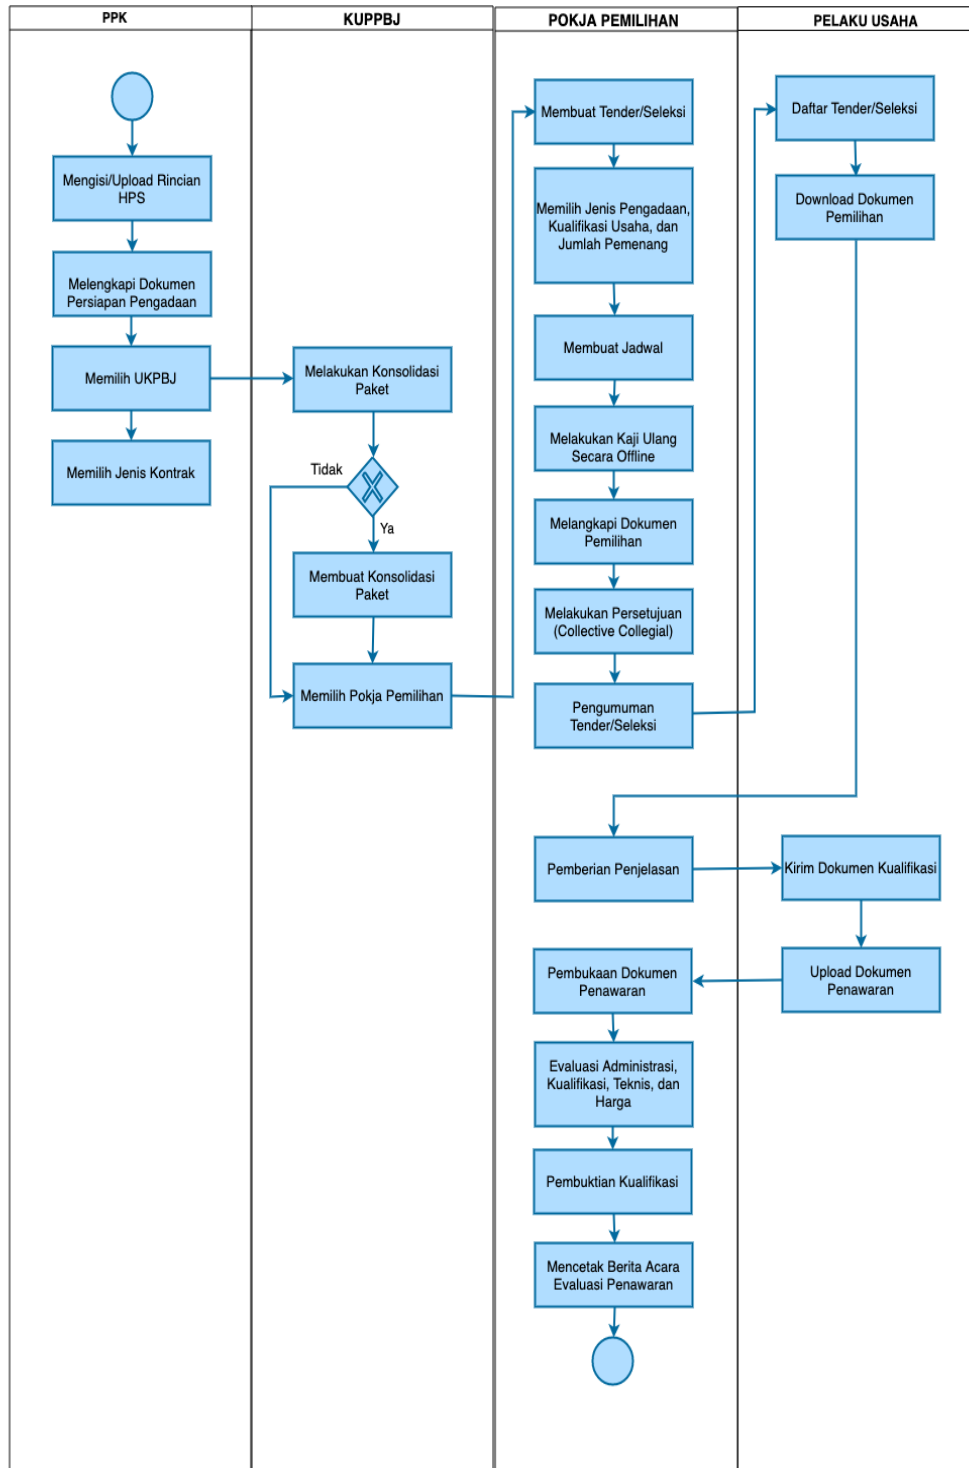 PPK
KUPPBJ
POKJA PEMILIHAN
PELAKU USAHA
Mengisi/Upload Rincian
HPS
Melengkapi Dokumen
Persiapan Pengadaan
Memilih UKPBJ
Memilih Jenis Kontrak
Melakukan Konsolidasi
Paket
Tidak
Ya
Membuat Konsolidasi
Paket
Memilih Pokja Pemilihan
Membuat Tender/Seleksi
Memilih Jenis Pengadaan,
Kualifikasi Usaha, dan
Jumlah Pemenang
Membuat Jadwal
Melakukan Kaji Ulang
Secara Offline
Melangkapi Dokumen
Pemilihan
Melakukan Persetujuan
(Collective Collegial)
Pengumuman
Tender/Seleksi
Daftar Tender/Seleksi
Download Dokumen
Pemilihan
Pemberian Penjelasan
Kirim Dokumen Kualifikasi
Upload Dokumen
Penawaran
Pembukaan Dokumen
Penawaran
Evaluasi Administrasi,
Kualifikasi, Teknis, dan
Harga
Pembuktian Kualifikasi
Mencetak Berita Acara
Evaluasi Penawaran